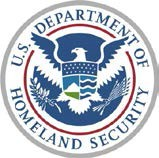 U.S. DEPARTMENT OF
HOMELAND SECURITY